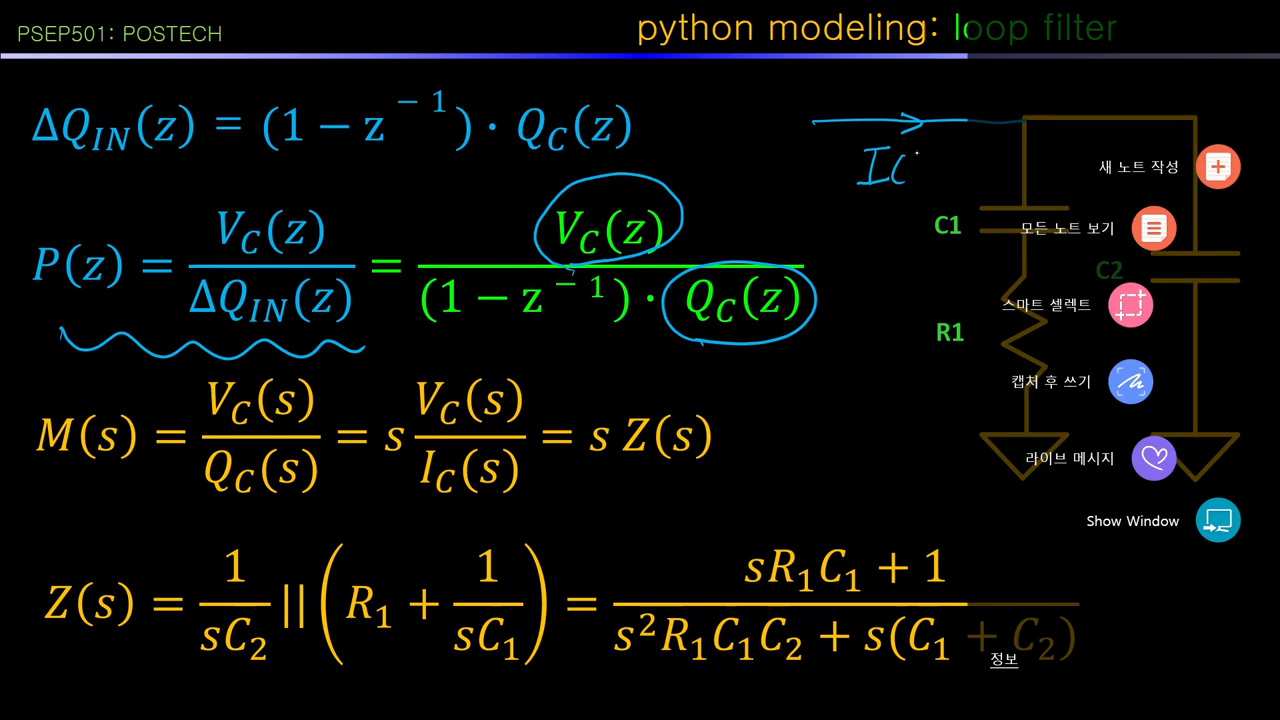 PSEP501: POSTECH
python modeling: loop filter
ΔQ_IN(z) = (1 − z^−1) · Q_C(z)
I C
새 노트 작성
P(z) = V_C(z) / ΔQ_IN(z) = V_C(z) / ((1 − z^−1) · Q_C(z))
C1
모든 노트 보기
C2
스마트 셀렉트
R1
캡처 후 쓰기
M(s) = V_C(s) / Q_C(s) = s V_C(s) / I_C(s) = s Z(s)
라이브 메시지
Show Window
Z(s) = 1 / sC_2 || (R_1 + 1 / sC_1) = (sR_1C_1 + 1) / (s^2R_1C_1C_2 + s(C_1 + C_2))
정보